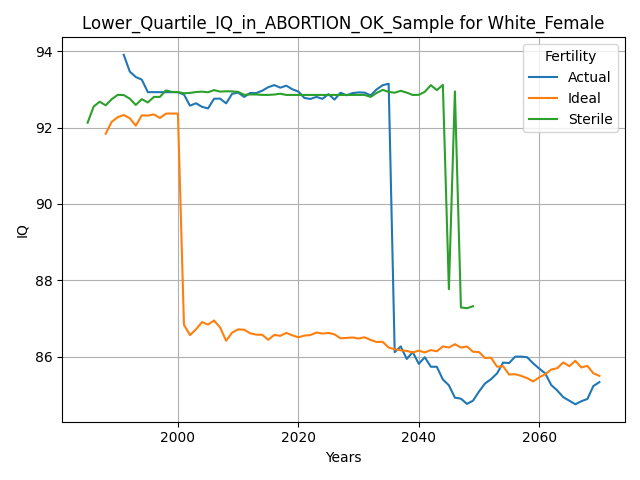 Lower_Quartile_IQ_in_ABORTION_OK_Sample for White_Female
Fertility
Actual
Ideal
Sterile
IQ
94
92
90
88
86
2000
2020
2040
2060
Years